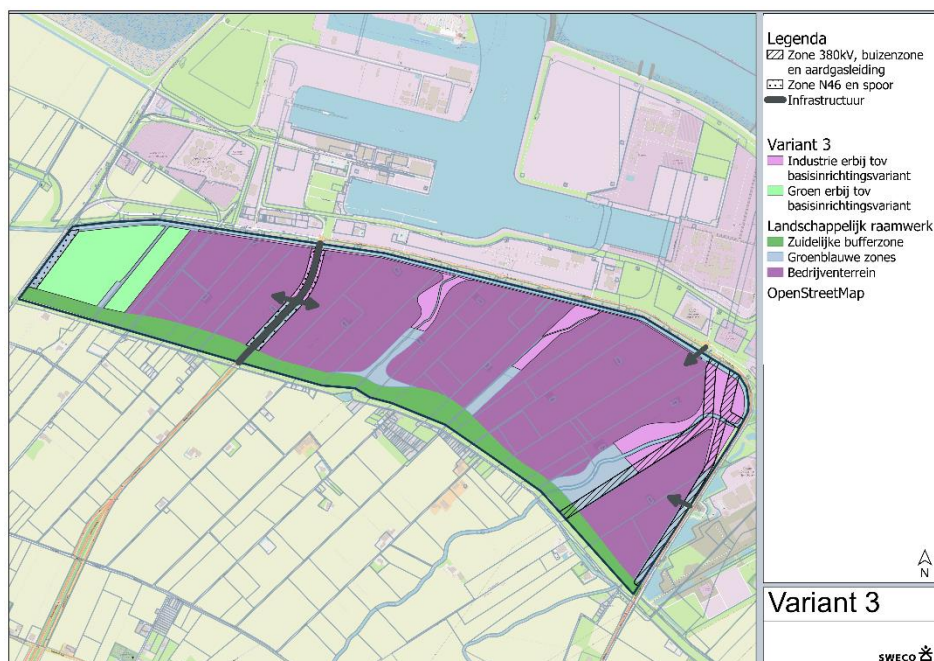 Legenda
Zone 380kV, buizenzone
en aardgasleiding
Zone N46 en spoor
Infrastructuur
Variant 3
Industrie erbij tov
basisinrichtingsvariant
Groen erbij tov
basisinrichtingsvariant
Landschappelijk raamwerk
Zuidelijke bufferzone
Groenblauwe zones
Bedrijventerrein
OpenStreetMap
N
Variant 3
SWECO